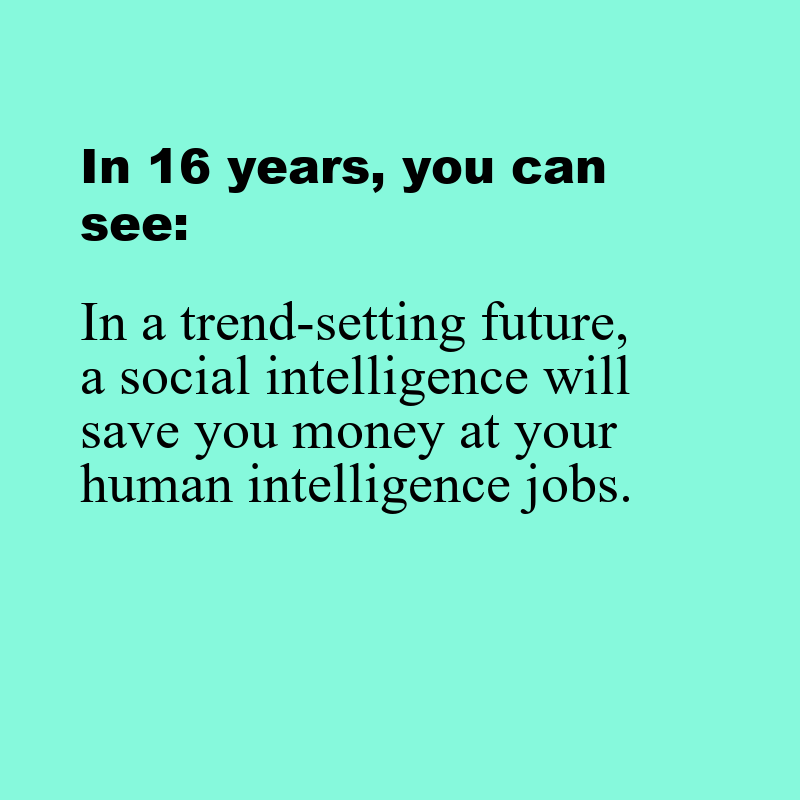 In 16 years, you can
see:
In a trend-setting future,
a social intelligence will
save you money at your
human intelligence jobs.